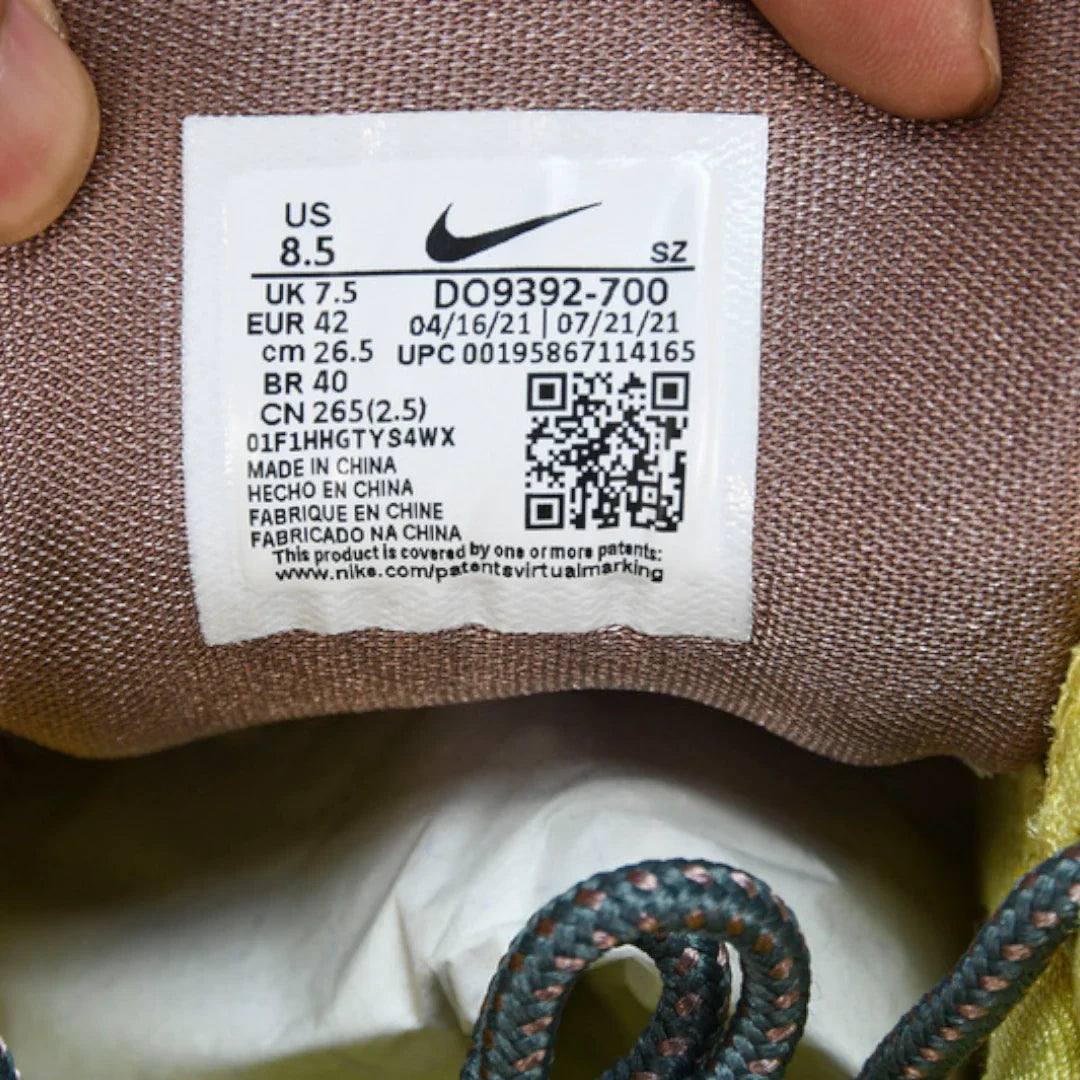 US
8.5
SZ
UK 7.5
DO9392-700
EUR 42
04/16/21 | 07/21/21
cm 26.5
UPC 00195867114165
BR 40
CN 265(2.5)
01F1HHGTYS4WX
MADE IN CHINA
HECHO EN CHINA
FABRIQUE EN CHINE
FABRICADO NA CHINA
This product is covered by one or more patents:
www.nike.com/patentsvirtualmarking